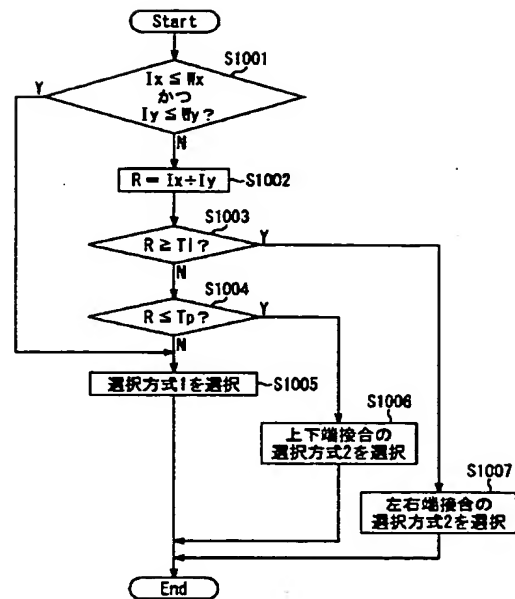 Start
S1001
Ix ≦ Wx
かつ
Iy ≦ Wy ?
Y
N
R = Ix÷Iy
S1002
S1003
R ≧ Tl ?
Y
N
S1004
R ≦ Tp ?
Y
N
選択方式1を選択
S1005
S1006
上下端接合の
選択方式2を選択
S1007
左右端接合の
選択方式2を選択
End